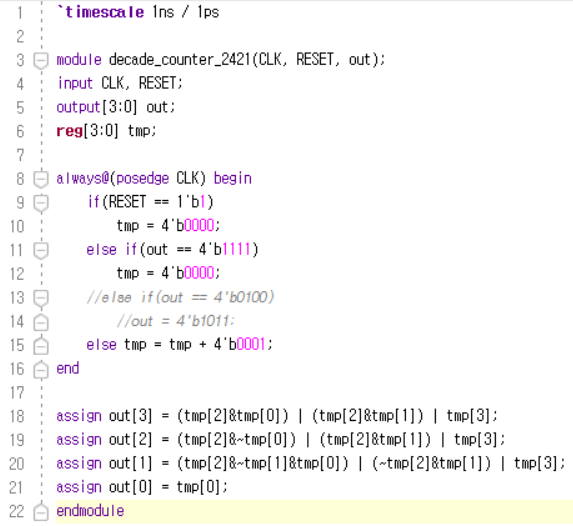 1 `timescale 1ns / 1ps
2
3 module decade_counter_2421(CLK, RESET, out);
4 input CLK, RESET;
5 output[3:0] out;
6 reg[3:0] tmp;
7
8 always@(posedge CLK) begin
9 if(RESET == 1'b1)
10 tmp = 4'b0000;
11 else if(out == 4'b1111)
12 tmp = 4'b0000;
13 //else if(out == 4'b0100)
14 //out = 4'b1011;
15 else tmp = tmp + 4'b0001;
16 end
17
18 assign out[3] = (tmp[2]&tmp[0]) | (tmp[2]&tmp[1]) | tmp[3];
19 assign out[2] = (tmp[2]&~tmp[0]) | (tmp[2]&tmp[1]) | tmp[3];
20 assign out[1] = (tmp[2]&~tmp[1]&tmp[0]) | (~tmp[2]&tmp[1]) | tmp[3];
21 assign out[0] = tmp[0];
22 endmodule